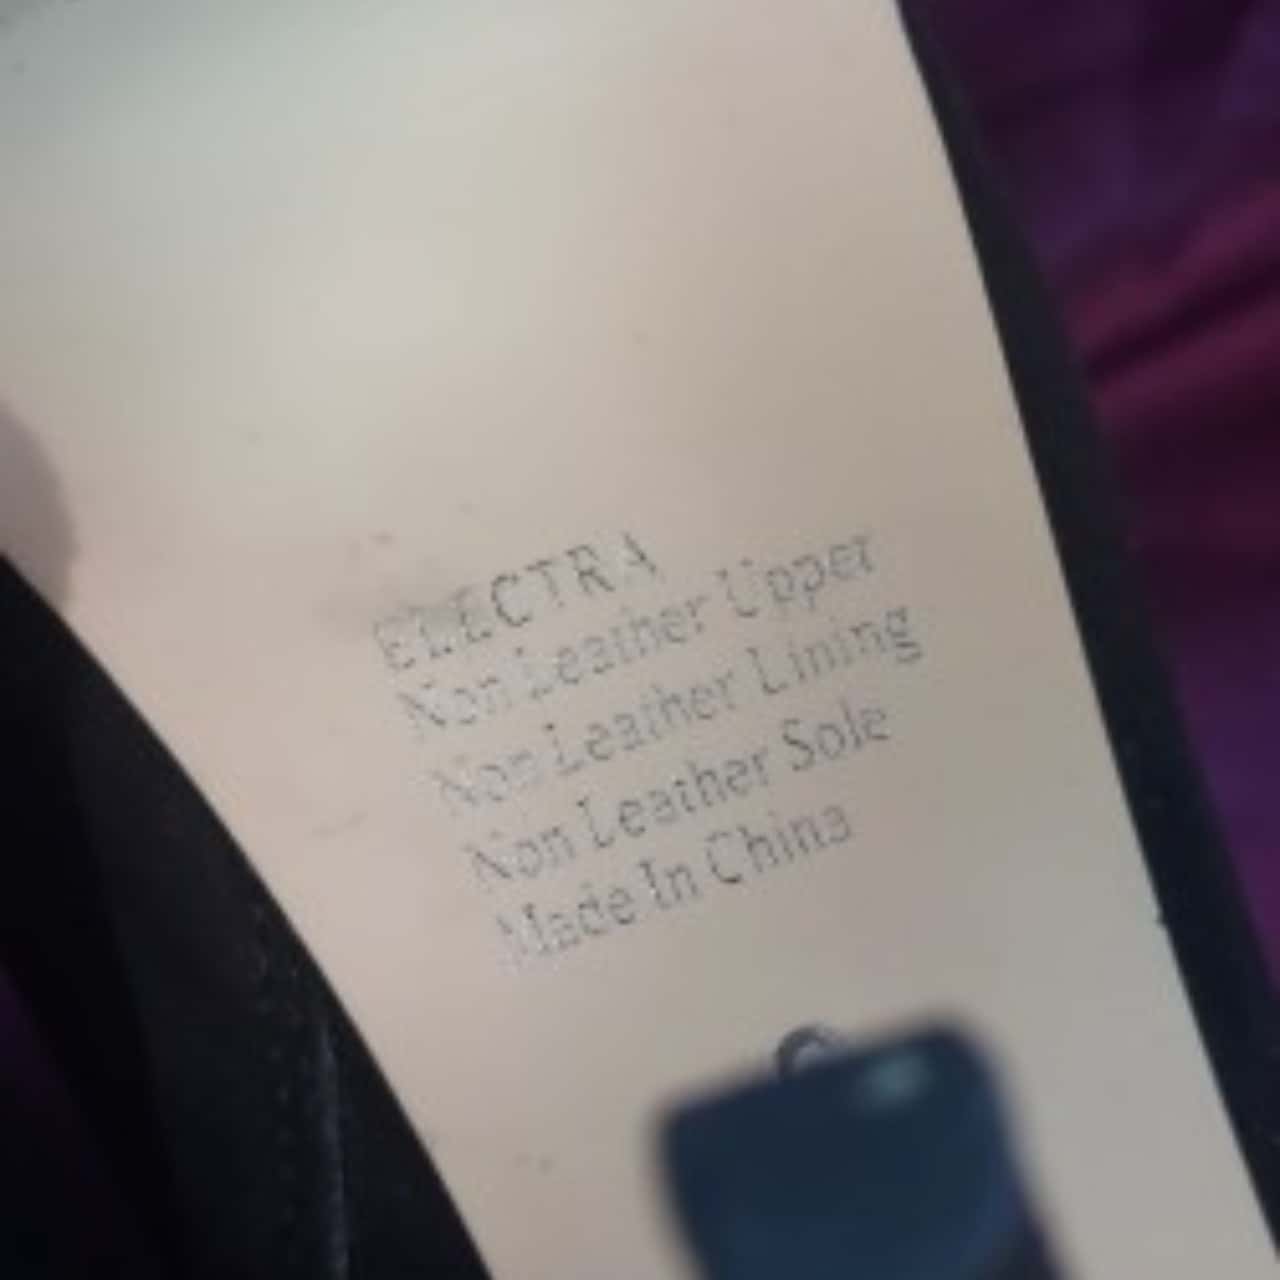 ELECTRA
Non Leather Upper
Non Leather Lining
Non Leather Sole
Made In China